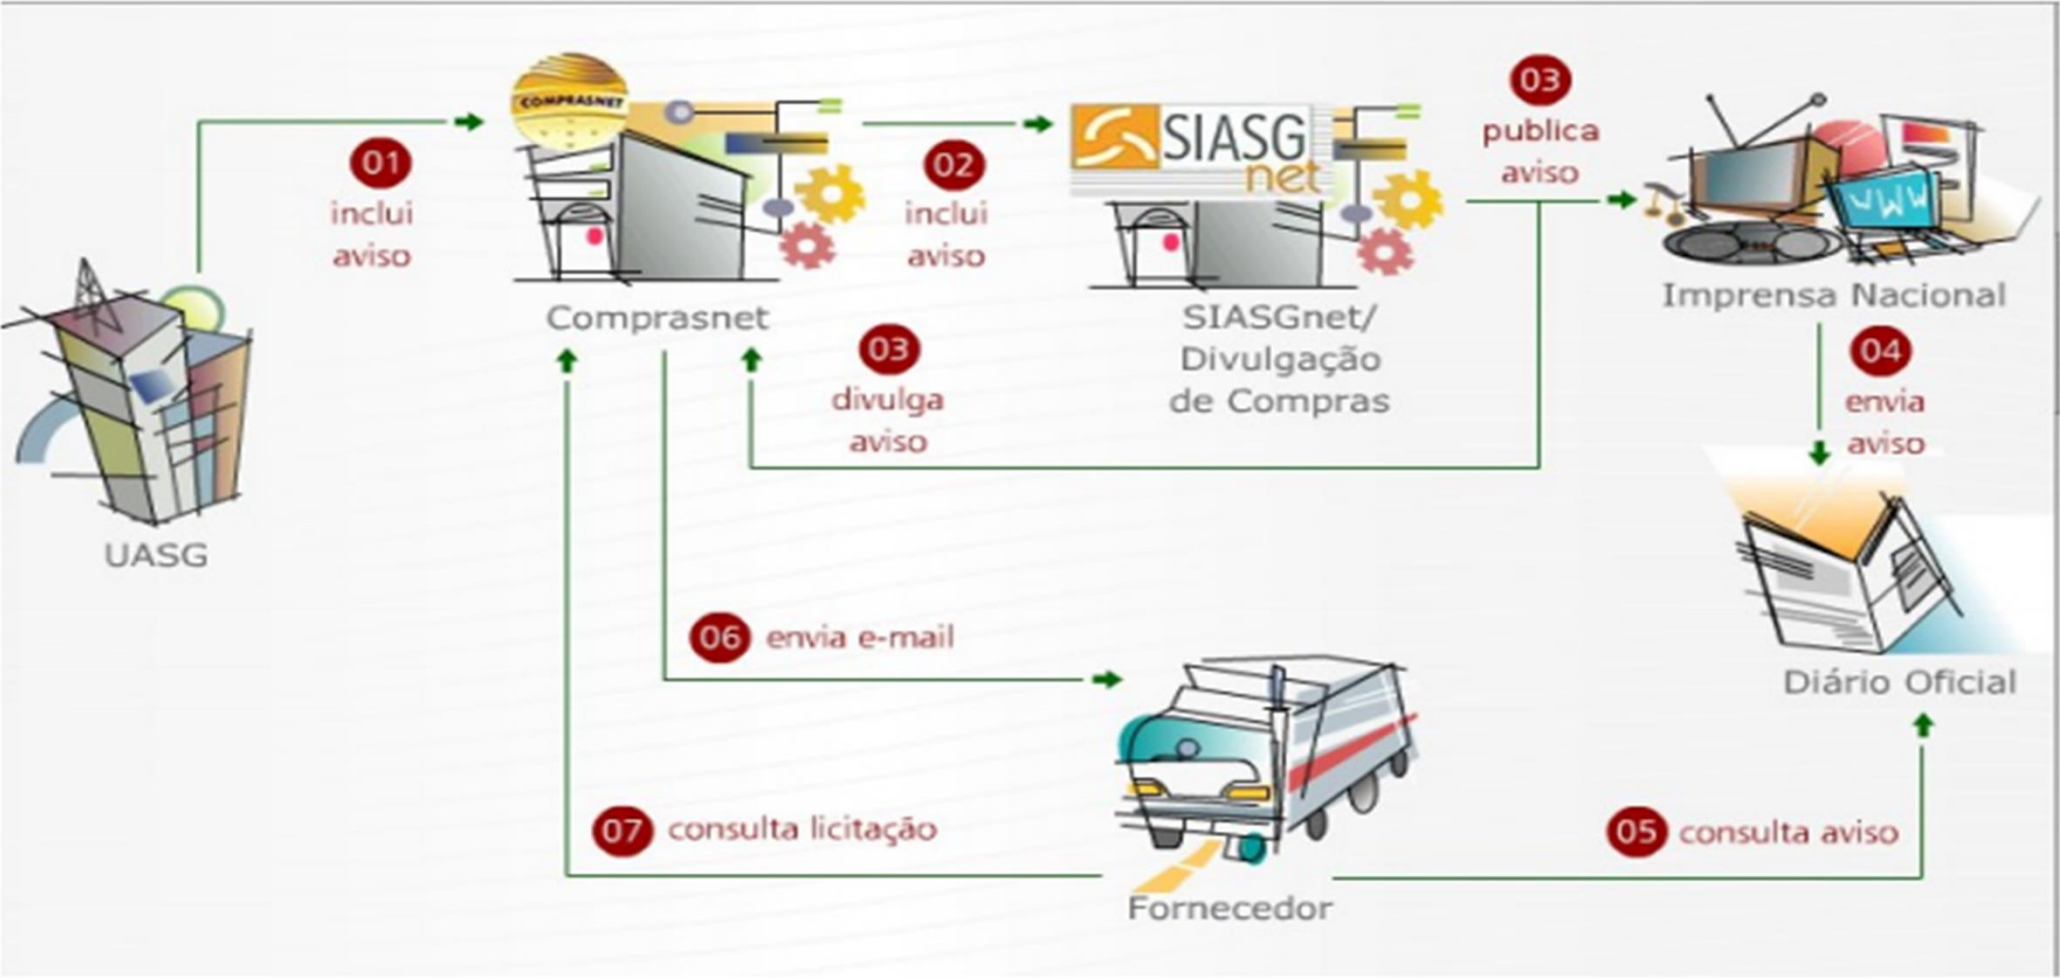 COMPRASNET
01
inclui
aviso
02
inclui
aviso
SIASG
net
03
publica
aviso
WWW
Comprasnet
SIASGnet/
Divulgação
de Compras
Imprensa Nacional
03
divulga
aviso
04
envia
aviso
UASG
06 envia e-mail
Diário Oficial
07 consulta licitação
05 consulta aviso
Fornecedor